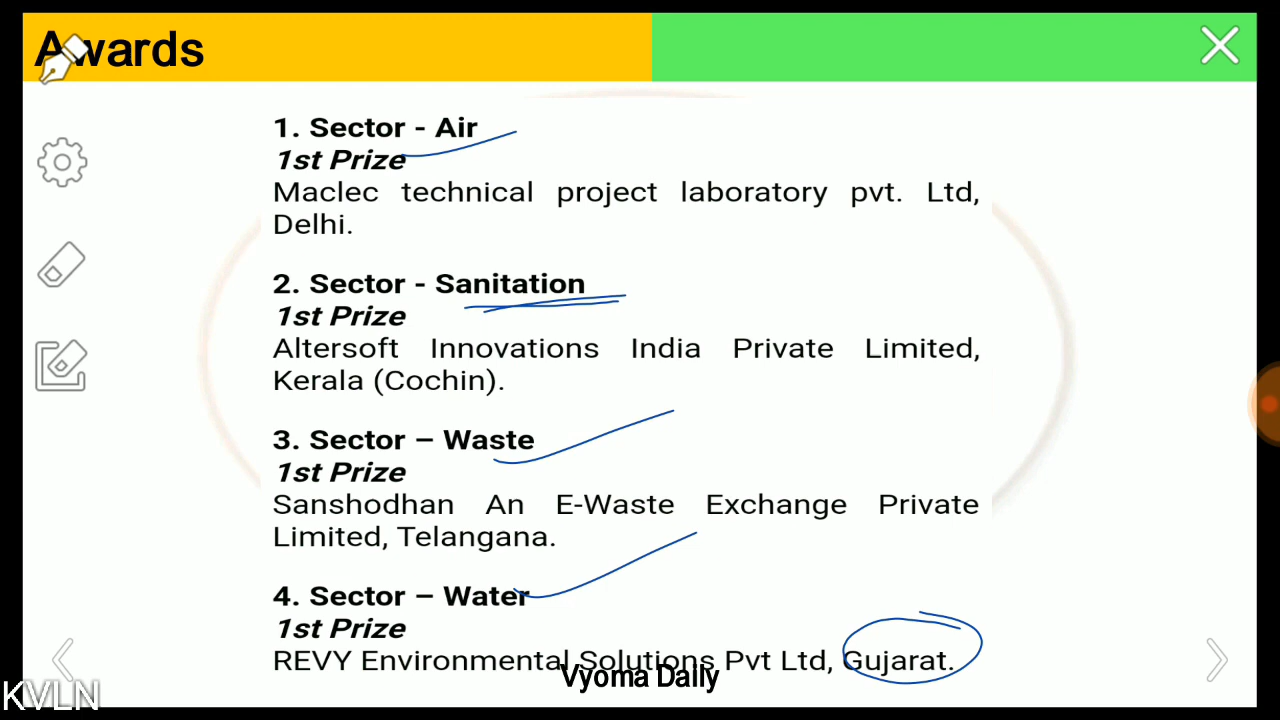 Awards
1. Sector - Air
1st Prize
Maclec technical project laboratory pvt. Ltd,
Delhi.
2. Sector - Sanitation
1st Prize
Altersoft Innovations India Private Limited,
Kerala (Cochin).
3. Sector – Waste
1st Prize
Sanshodhan An E-Waste Exchange Private
Limited, Telangana.
4. Sector – Water
1st Prize
REVY Environmental Solutions Pvt Ltd, Gujarat.
Vyoma Daily
KVLN